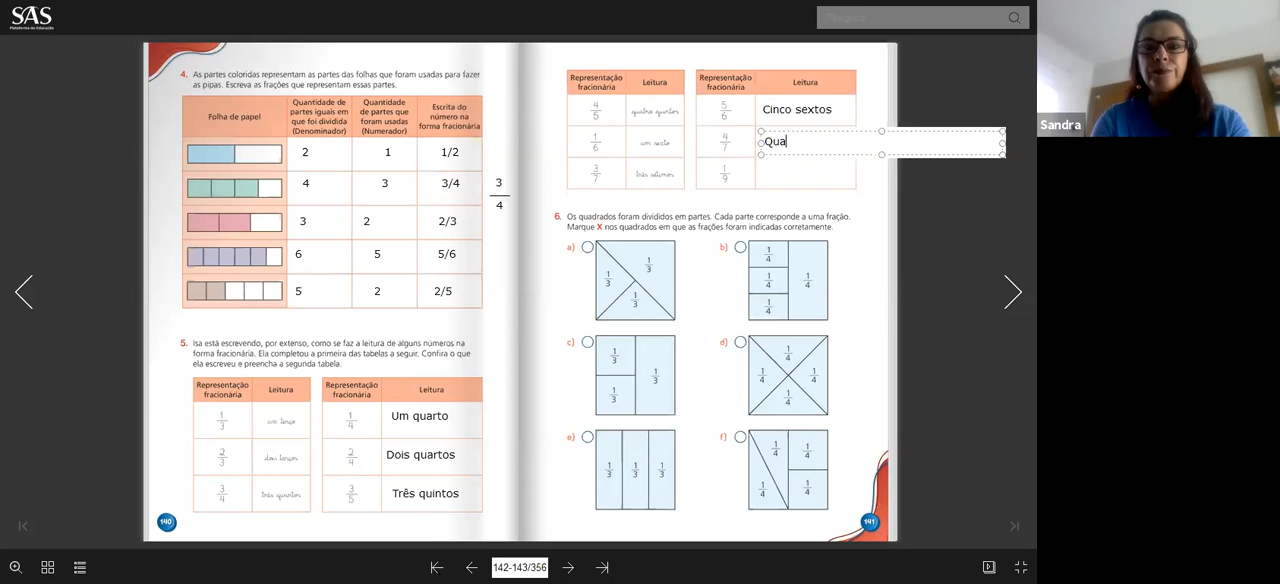 SAS
Plataforma de Educação
Pesquisar
Sandra
4. As partes coloridas representam as partes das folhas que foram usadas para fazer
as pipas. Escreva as frações que representam essas partes.
Folha de papel
Quantidade de
partes iguais em
que foi dividida
(Denominador)
Quantidade
de partes que
foram usadas
(Numerador)
Escrita do
número na
forma fracionária
2 1 1/2
4 3 3/4
3 2 2/3
6 5 5/6
5 2 2/5
3
4
5. Isa está escrevendo, por extenso, como se faz a leitura de alguns números na
forma fracionária. Ela completou a primeira das tabelas a seguir. Confira o que
ela escreveu e preencha a segunda tabela.
Representação
fracionária
Leitura
1/3 um terço
2/3 dois terços
3/4 três quartos
Representação
fracionária
Leitura
1/4 Um quarto
2/4 Dois quartos
3/5 Três quintos
140
Representação
fracionária
Leitura
4/5 quatro quintos
1/6 um sexto
3/7 três sétimos
Representação
fracionária
Leitura
5/6 Cinco sextos
4/7 Qua
1/9
6. Os quadrados foram divididos em partes. Cada parte corresponde a uma fração.
Marque X nos quadrados em que as frações foram indicadas corretamente.
a) 1/3 1/3 1/3
b) 1/4 1/4 1/4 1/4
c) 1/3 1/3 1/3
d) 1/4 1/4 1/4 1/4
e) 1/3 1/3 1/3
f) 1/4 1/4 1/4 1/4
141
142-143/356